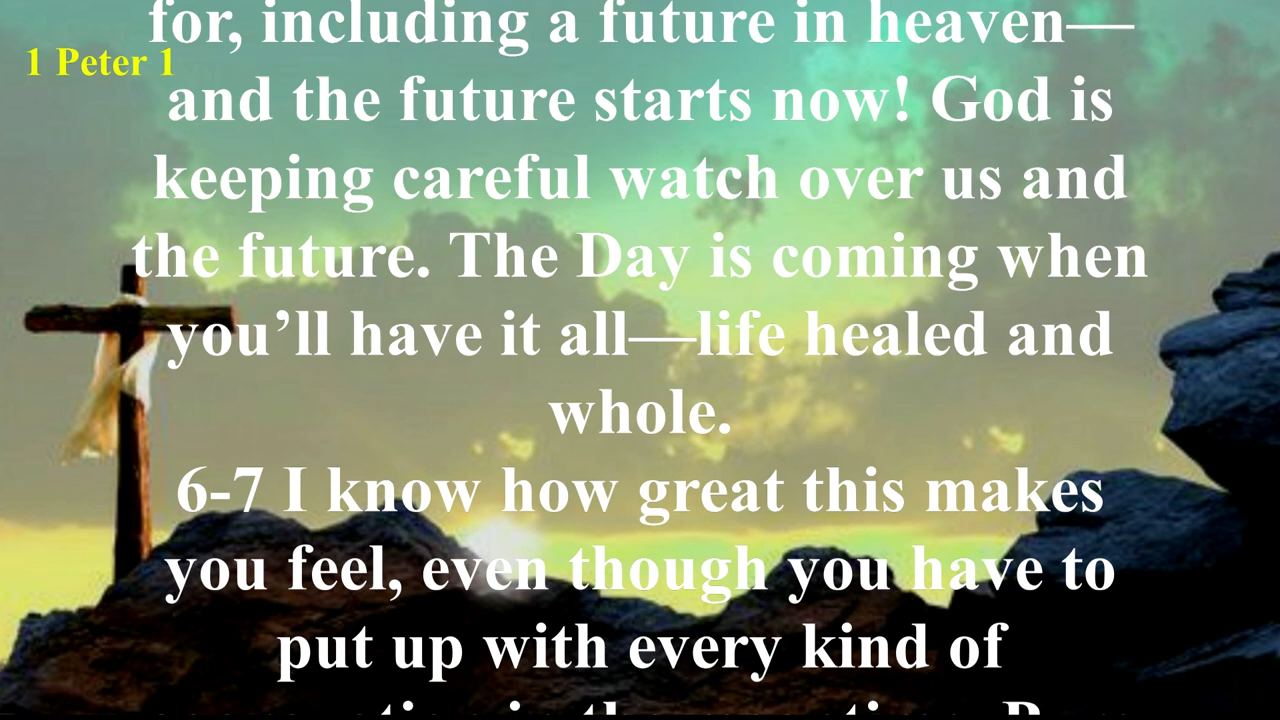 for, including a future in heaven—
1 Peter 1
and the future starts now! God is
keeping careful watch over us and
the future. The Day is coming when
you’ll have it all—life healed and
whole.
6-7 I know how great this makes
you feel, even though you have to
put up with every kind of